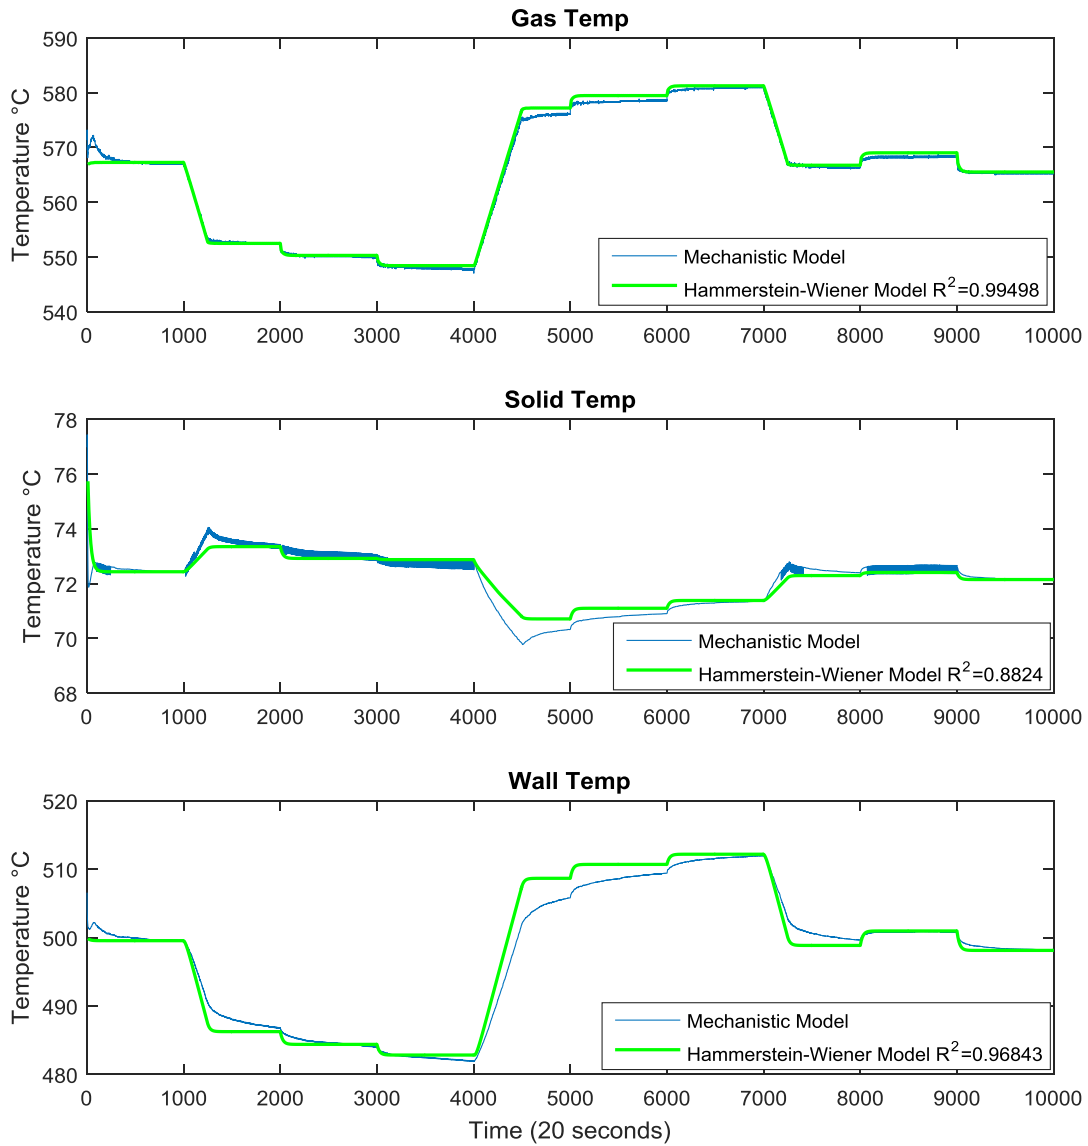 Gas Temp
590
580
570
560
550
540
Temperature °C
Mechanistic Model
Hammerstein-Wiener Model R²=0.99498
0 1000 2000 3000 4000 5000 6000 7000 8000 9000 10000
Solid Temp
78
76
74
72
70
68
Temperature °C
Mechanistic Model
Hammerstein-Wiener Model R²=0.8824
0 1000 2000 3000 4000 5000 6000 7000 8000 9000 10000
Wall Temp
520
510
500
490
480
Temperature °C
Mechanistic Model
Hammerstein-Wiener Model R²=0.96843
0 1000 2000 3000 4000 5000 6000 7000 8000 9000 10000
Time (20 seconds)